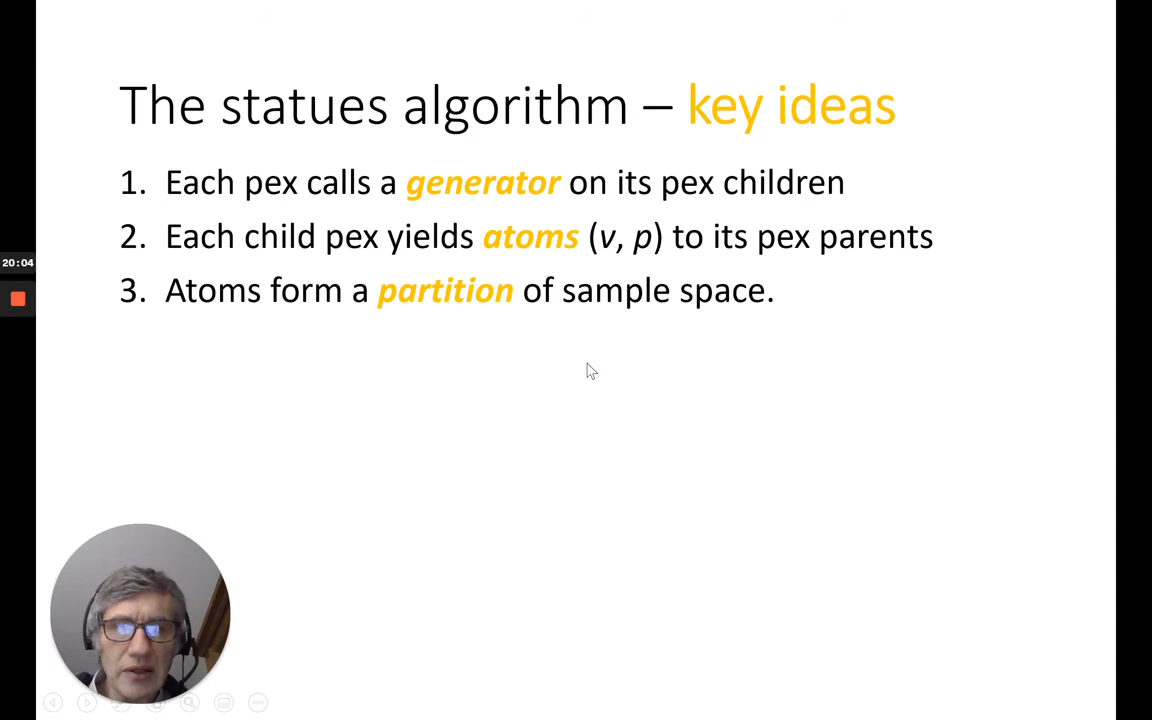 The statues algorithm – key ideas
1. Each pex calls a generator on its pex children
2. Each child pex yields atoms (v, p) to its pex parents
3. Atoms form a partition of sample space.
20:04